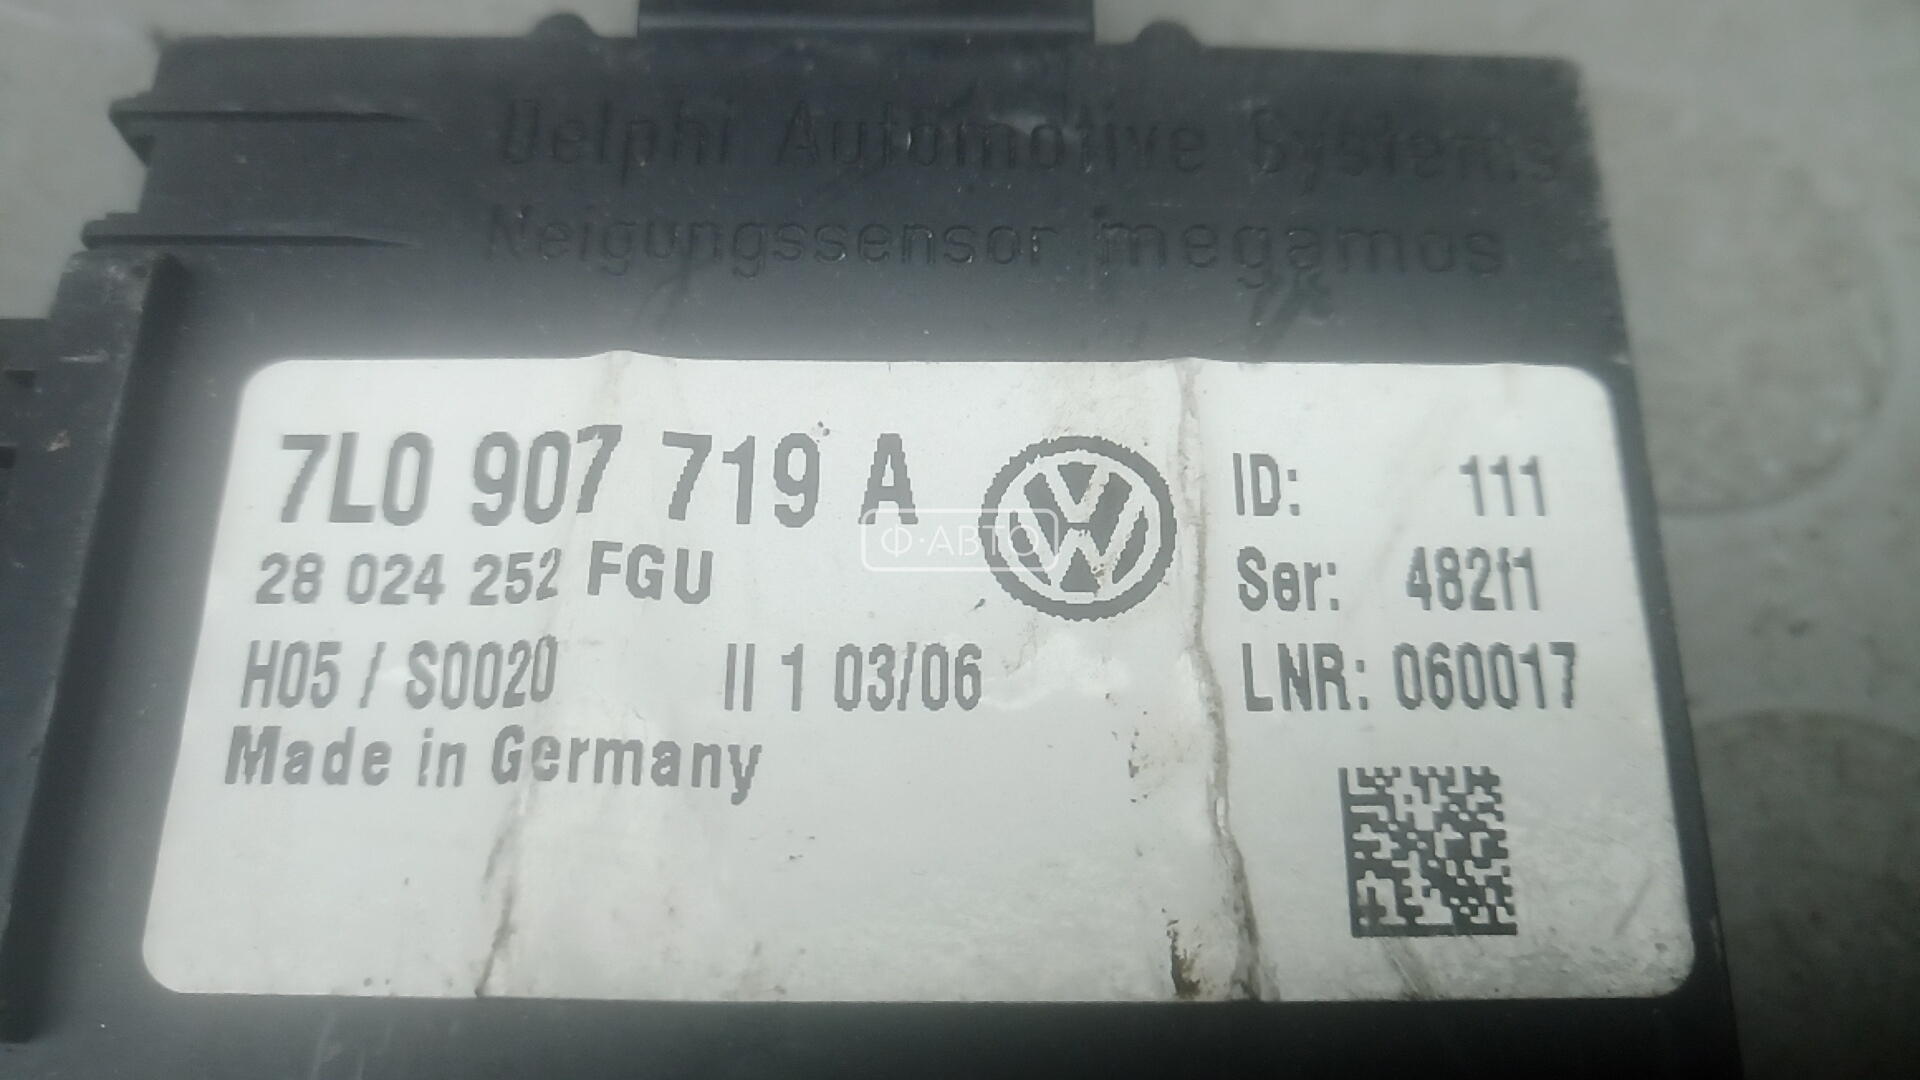 Delphi Automotive Systems
Neigungssensor megamos
7L0 907 719 A
28 024 252 FGU
H05 / S0020 II 1 03/06
Made in Germany
ID: 111
Ser: 482f1
LNR: 060017
Ф·АВТО